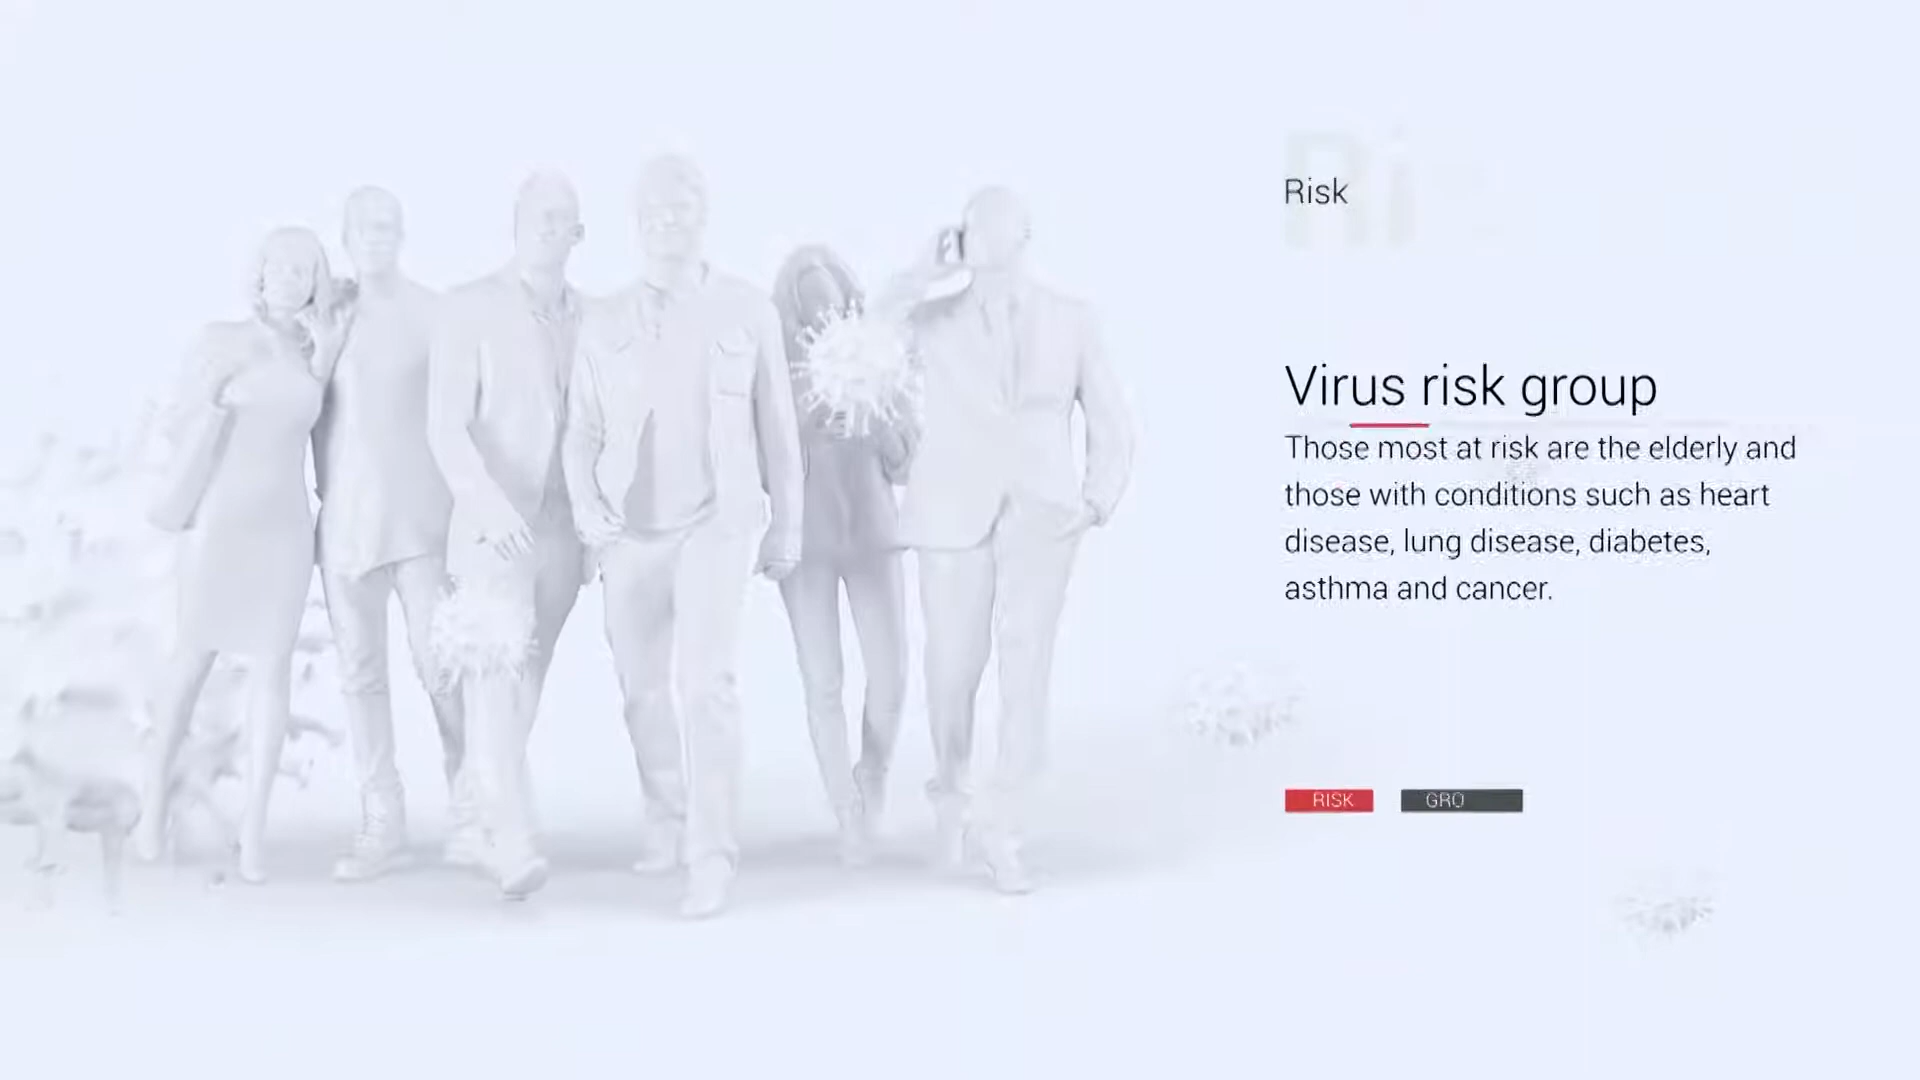 Risk
Virus risk group
Those most at risk are the elderly and
those with conditions such as heart
disease, lung disease, diabetes,
asthma and cancer.
RISK
GRO